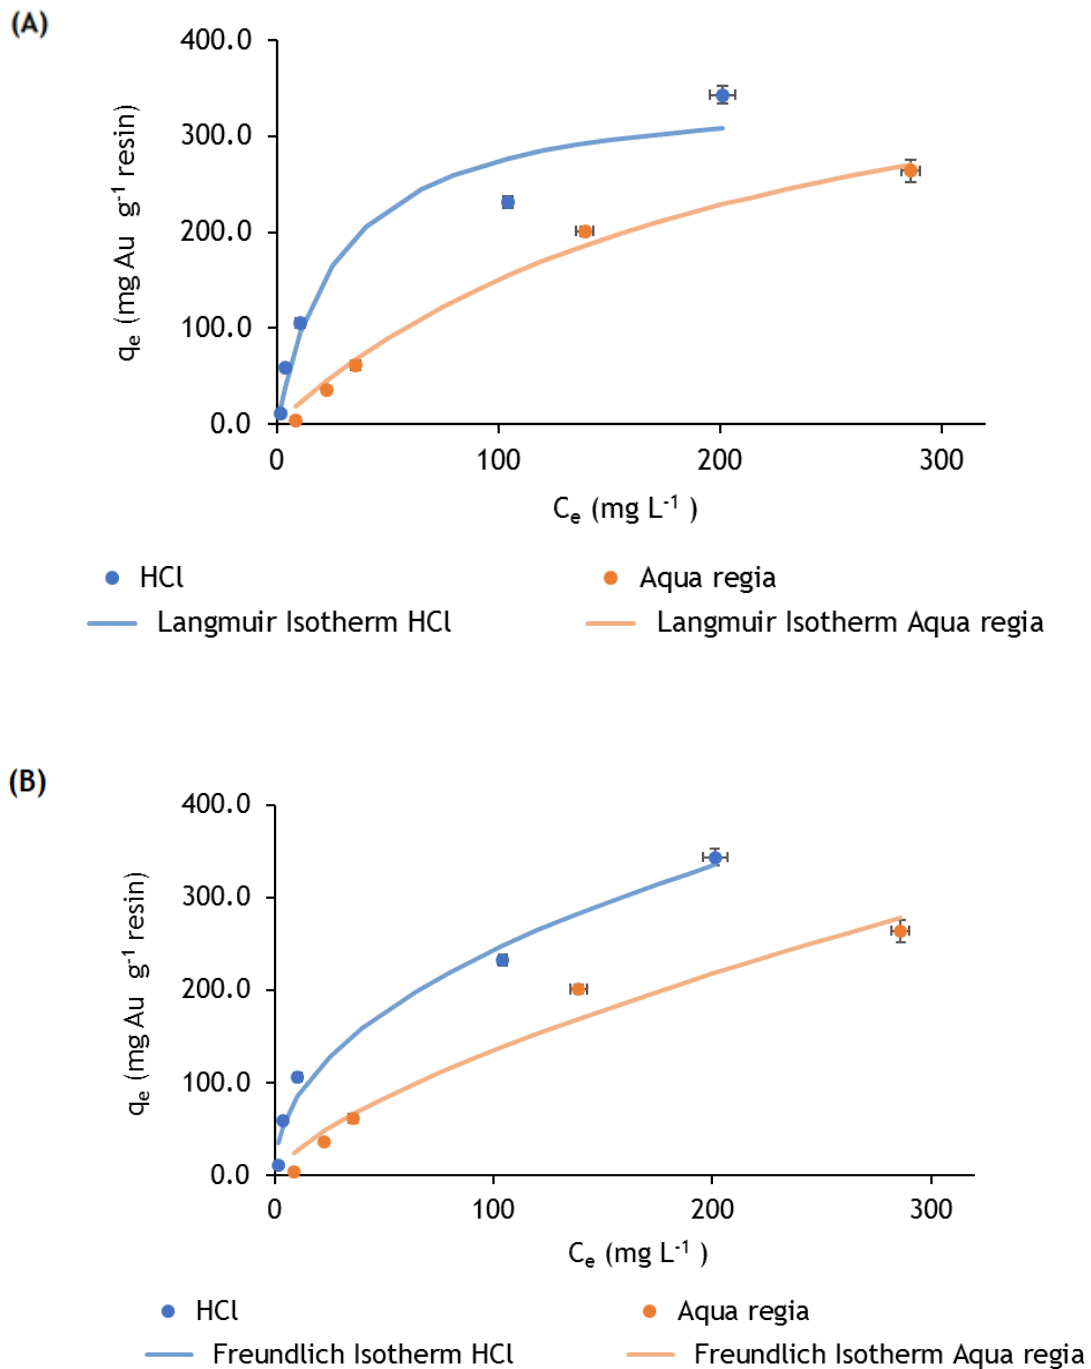 (A)
400.0
300.0
200.0
100.0
0.0
qₑ (mg Au g⁻¹ resin)
0 100 200 300
Cₑ (mg L⁻¹ )
HCl Aqua regia
Langmuir Isotherm HCl Langmuir Isotherm Aqua regia
(B)
400.0
300.0
200.0
100.0
0.0
qₑ (mg Au g⁻¹ resin)
0 100 200 300
Cₑ (mg L⁻¹ )
HCl Aqua regia
Freundlich Isotherm HCl Freundlich Isotherm Aqua regia